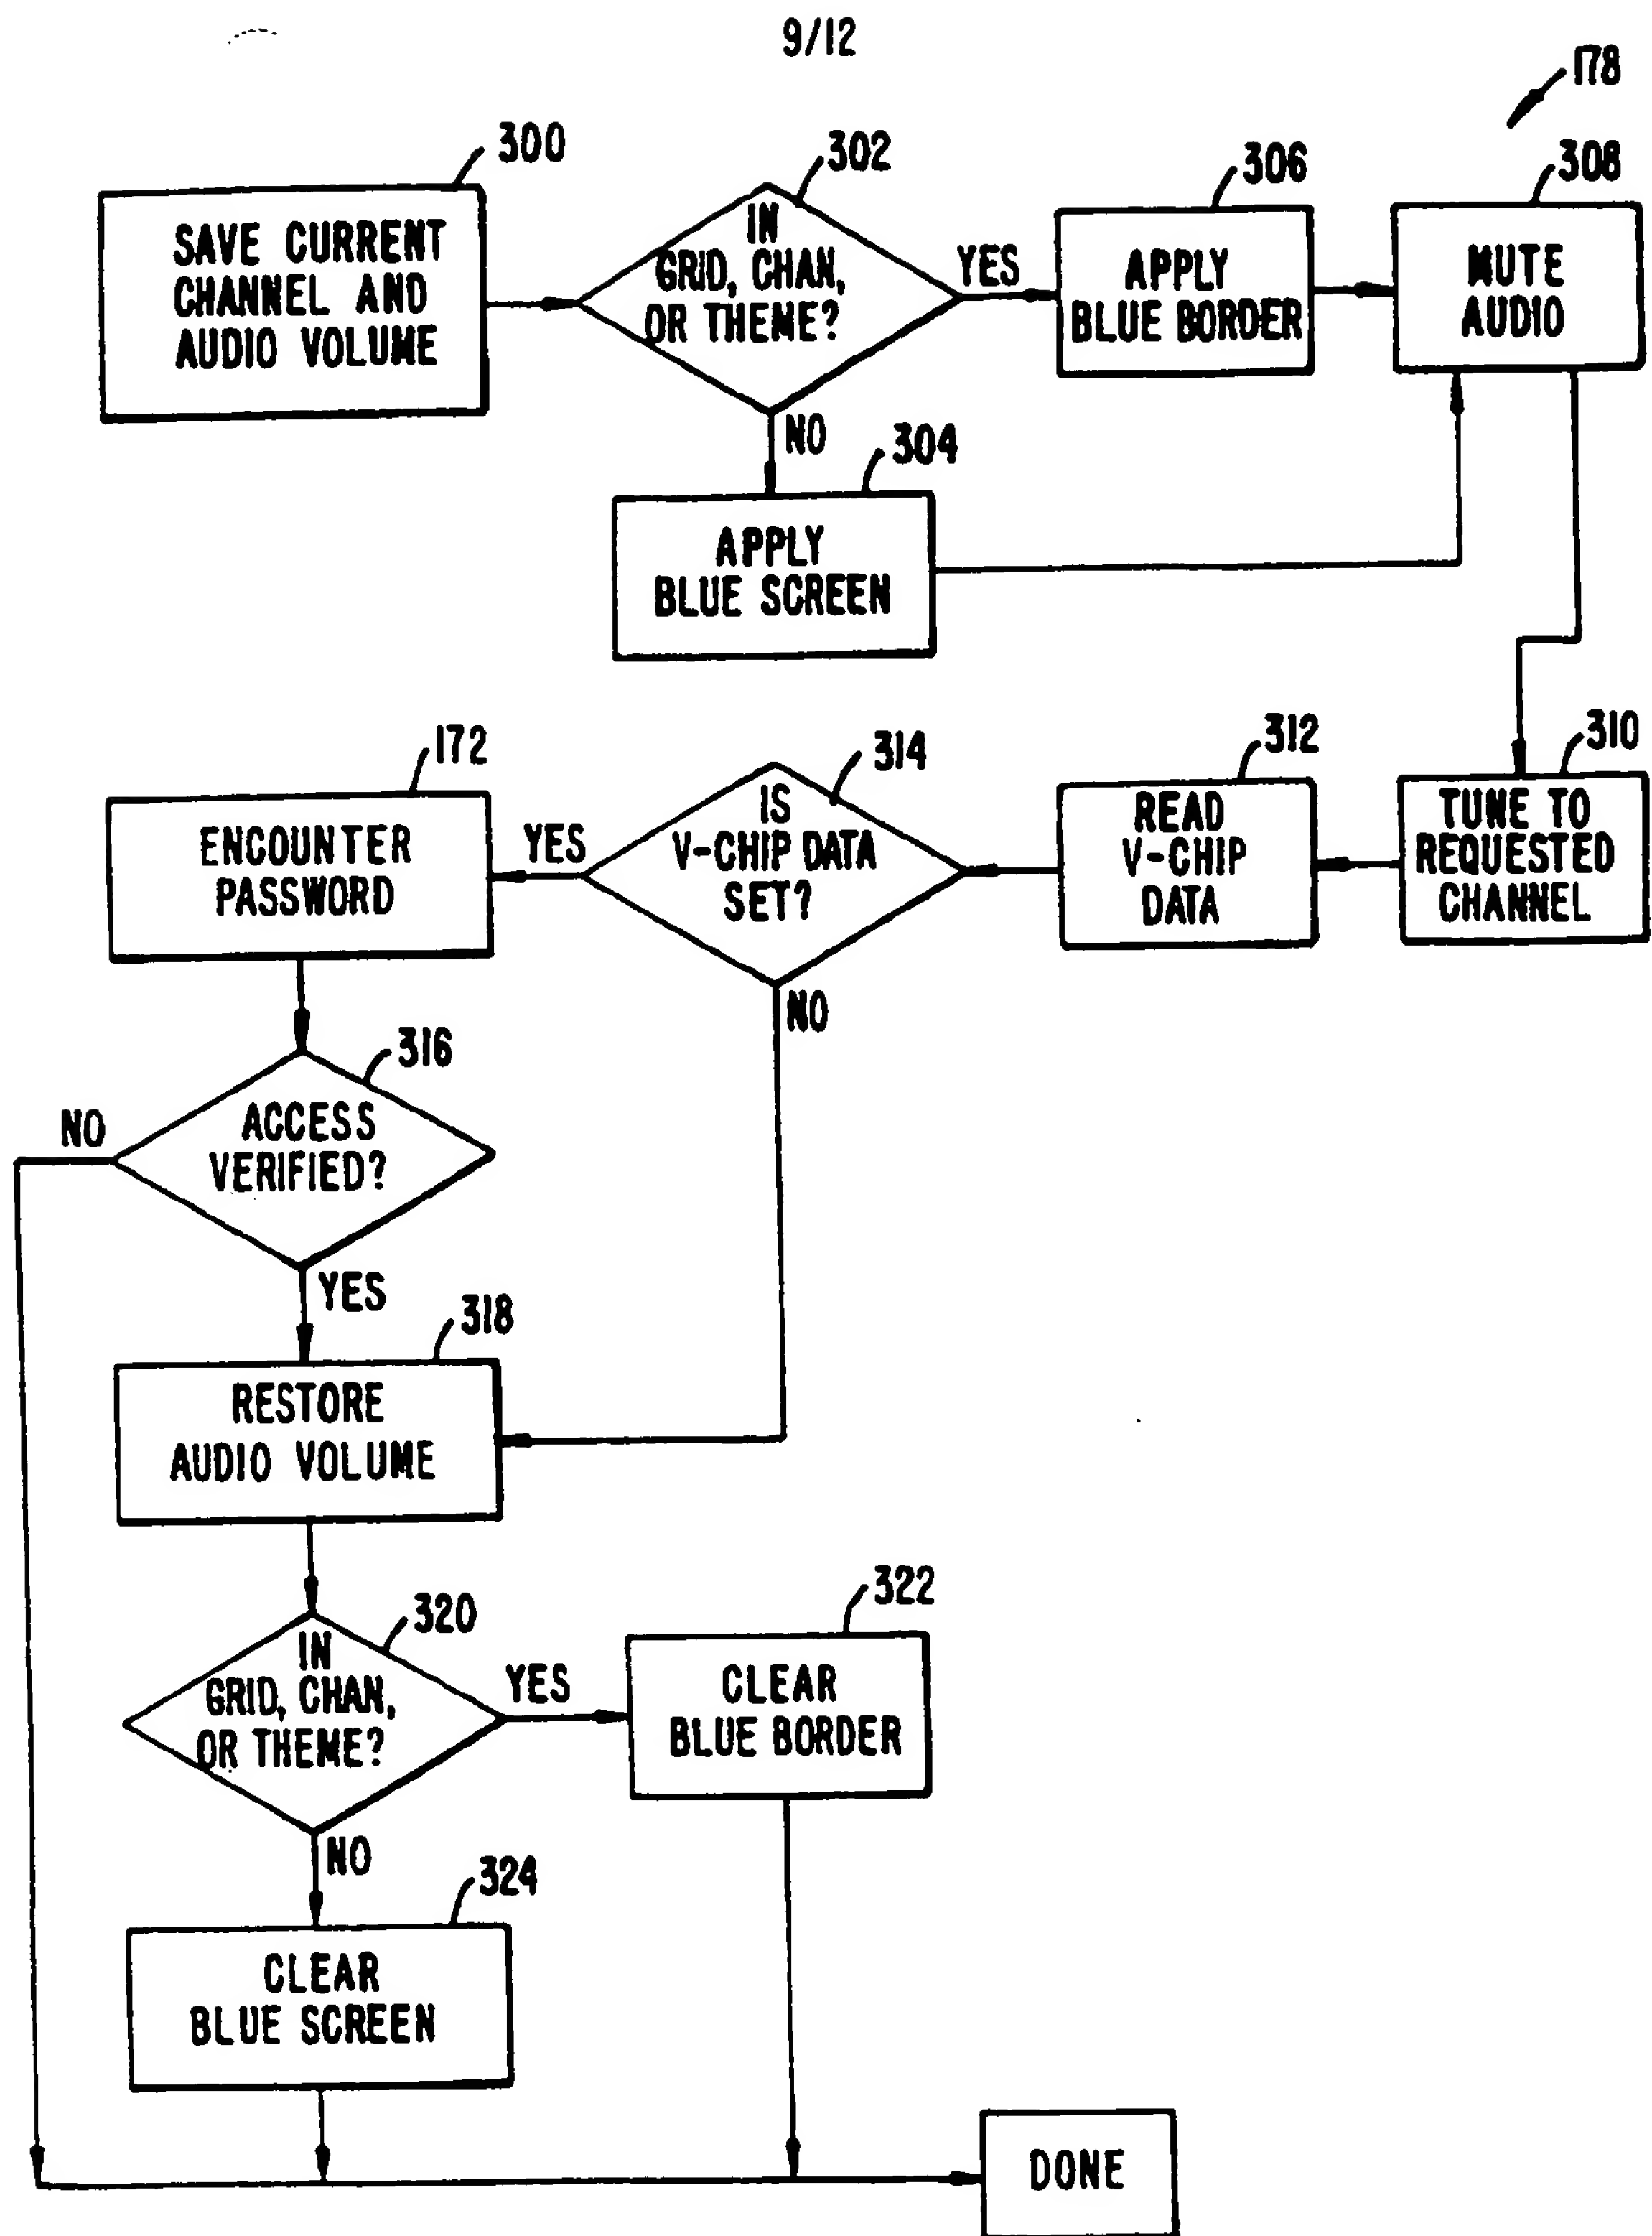 9/12
178
300
SAVE CURRENT
CHANNEL AND
AUDIO VOLUME
302
IN
GRID, CHAN,
OR THEME?
YES
NO
306
APPLY
BLUE BORDER
308
MUTE
AUDIO
304
APPLY
BLUE SCREEN
310
TUNE TO
REQUESTED
CHANNEL
312
READ
V-CHIP
DATA
314
IS
V-CHIP DATA
SET?
YES
NO
172
ENCOUNTER
PASSWORD
316
ACCESS
VERIFIED?
NO
YES
318
RESTORE
AUDIO VOLUME
320
IN
GRID, CHAN,
OR THEME?
YES
NO
322
CLEAR
BLUE BORDER
324
CLEAR
BLUE SCREEN
DONE